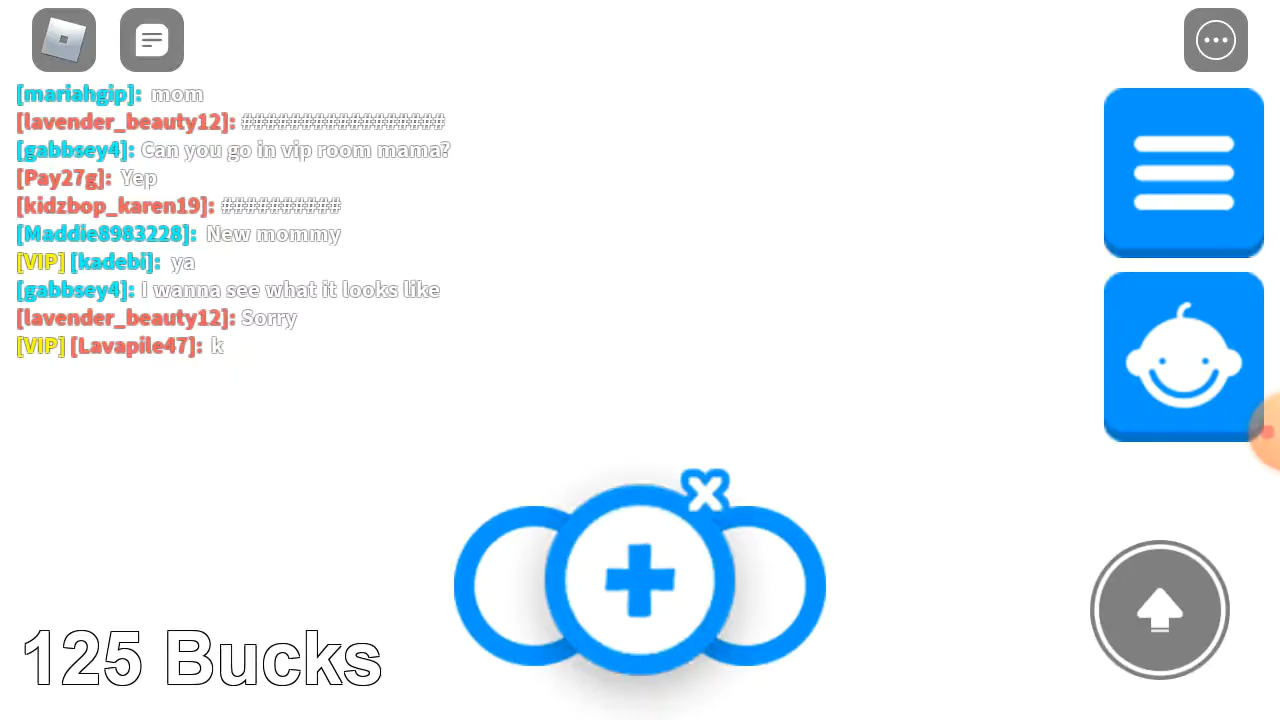 [mariahgip]: mom
[lavender_beauty12]: #################
[gabbsey4]: Can you go in vip room mama?
[Pay27g]: Yep
[kidzbop_karen19]: ##########
[Maddie8983228]: New mommy
[VIP] [kadebi]: ya
[gabbsey4]: I wanna see what it looks like
[lavender_beauty12]: Sorry
[VIP] [Lavapile47]: k
125 Bucks